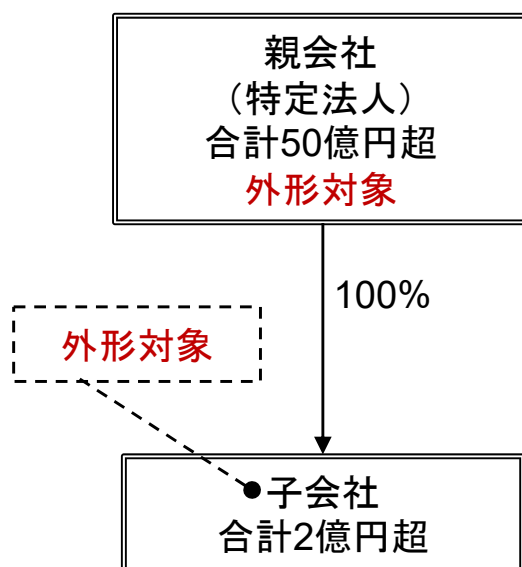 親会社
（特定法人）
合計50億円超
外形対象
100%
外形対象
子会社
合計2億円超